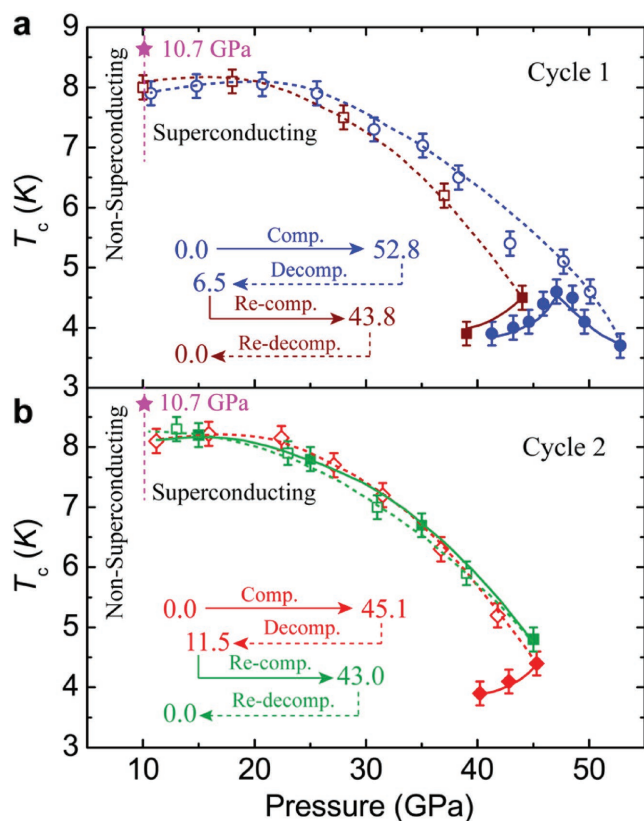 a
9
8
7
6
5
4
3
T_c (K)
10.7 GPa
Cycle 1
Non-Superconducting
Superconducting
0.0 Comp. 52.8
6.5 Decomp.
Re-comp. 43.8
0.0 Re-decomp.
b
8
7
6
5
4
3
T_c (K)
10.7 GPa
Cycle 2
Non-Superconducting
Superconducting
0.0 Comp. 45.1
11.5 Decomp.
Re-comp. 43.0
0.0 Re-decomp.
10 20 30 40 50
Pressure (GPa)